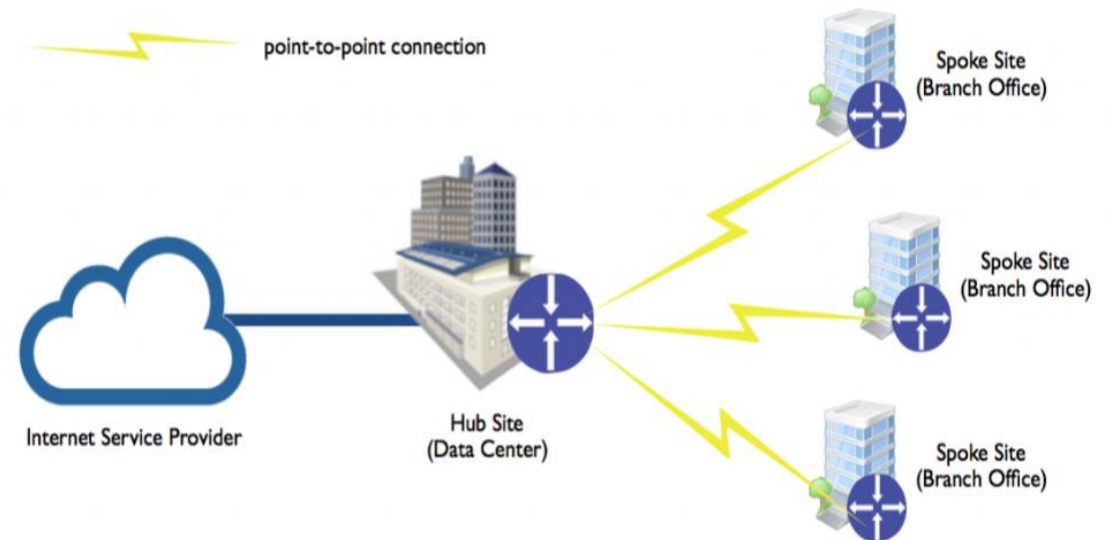 point-to-point connection
Spoke Site
(Branch Office)
Spoke Site
(Branch Office)
Internet Service Provider
Hub Site
(Data Center)
Spoke Site
(Branch Office)